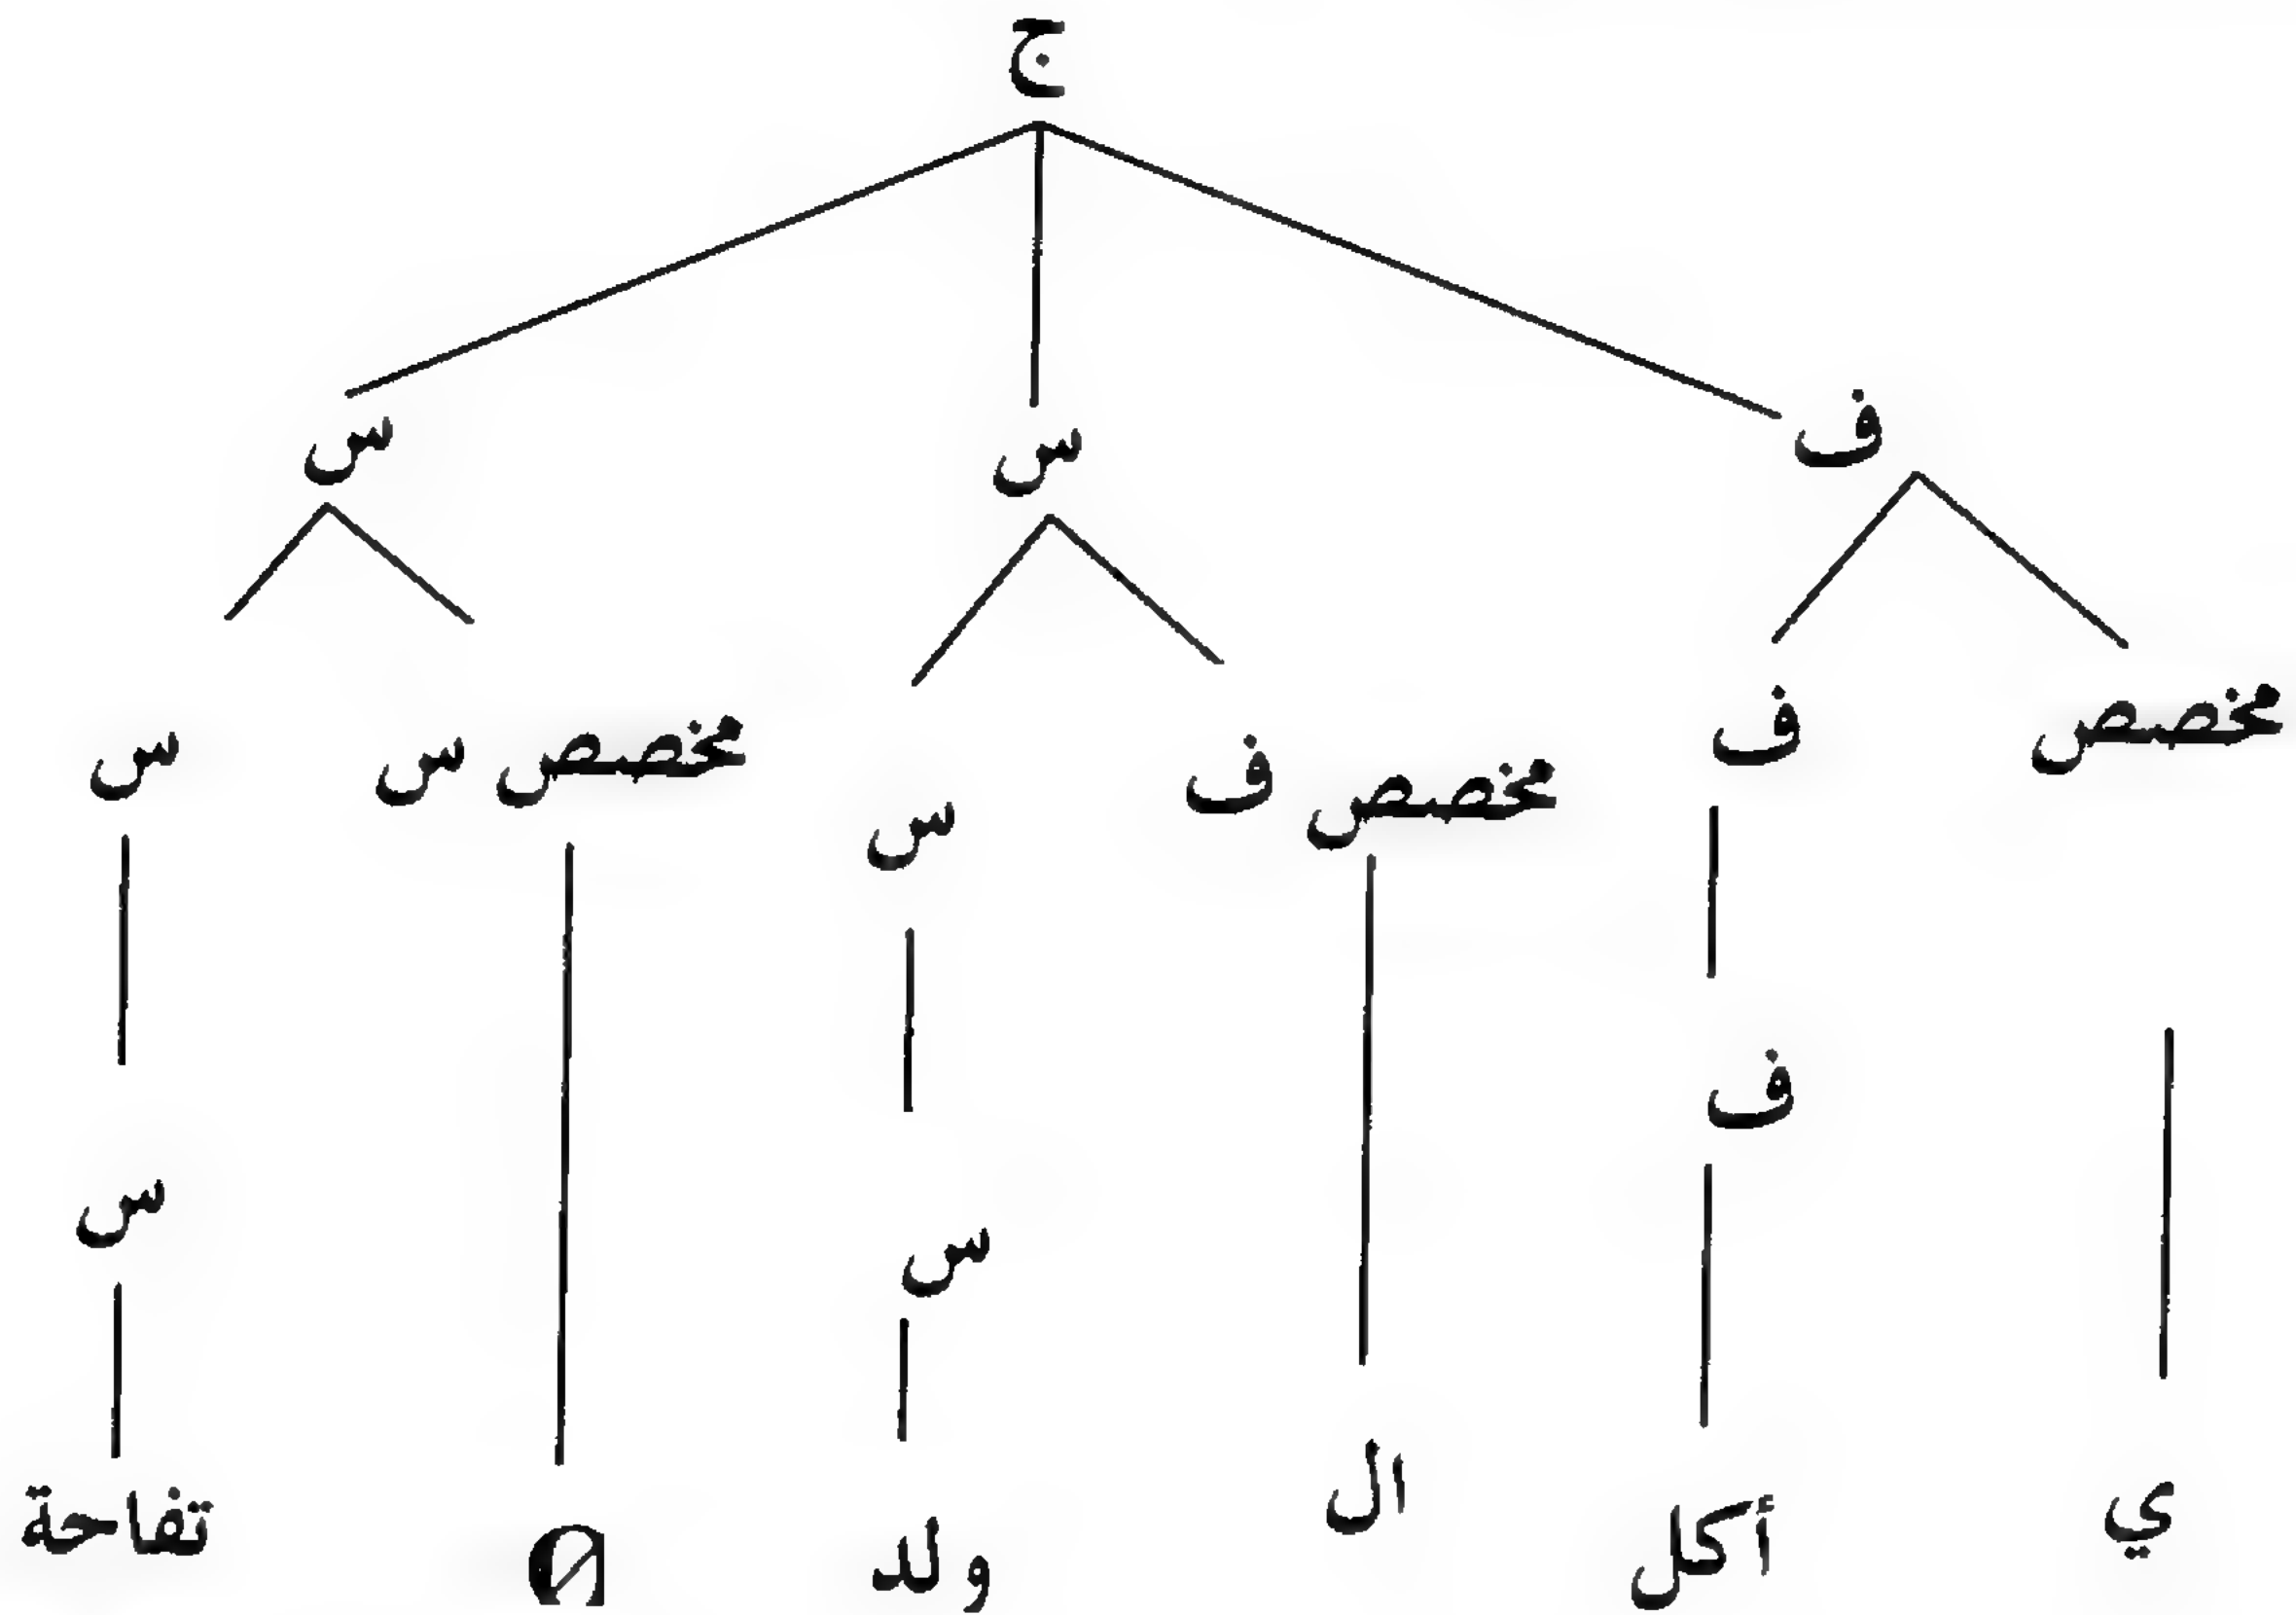 ج
ف س س
مخصص ف مخصص ف س مخصص س س
ف س س
ي أكل ال ولد Ø تفاحة